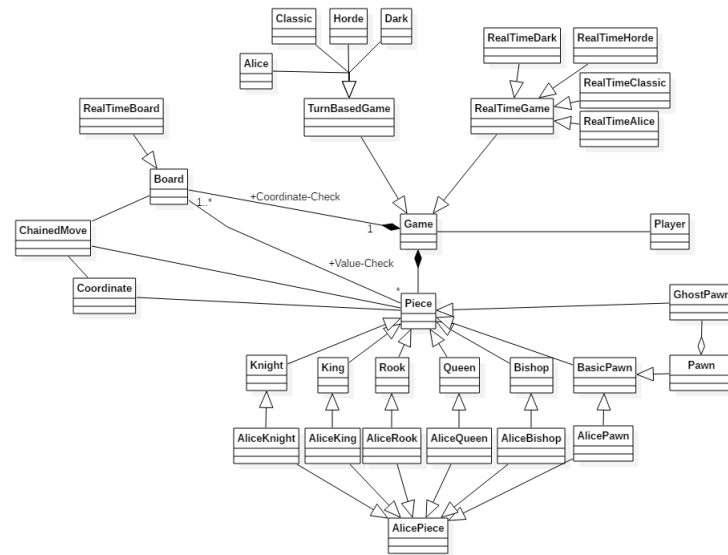 Classic
Horde
Dark
RealTimeDark
RealTimeHorde
Alice
RealTimeClassic
RealTimeBoard
TurnBasedGame
RealTimeGame
RealTimeAlice
Board
+Coordinate-Check
1..*
ChainedMove
1
Game
Player
+Value-Check
Coordinate
*
Piece
GhostPawn
Knight
King
Rook
Queen
Bishop
BasicPawn
Pawn
AliceKnight
AliceKing
AliceRook
AliceQueen
AliceBishop
AlicePawn
AlicePiece